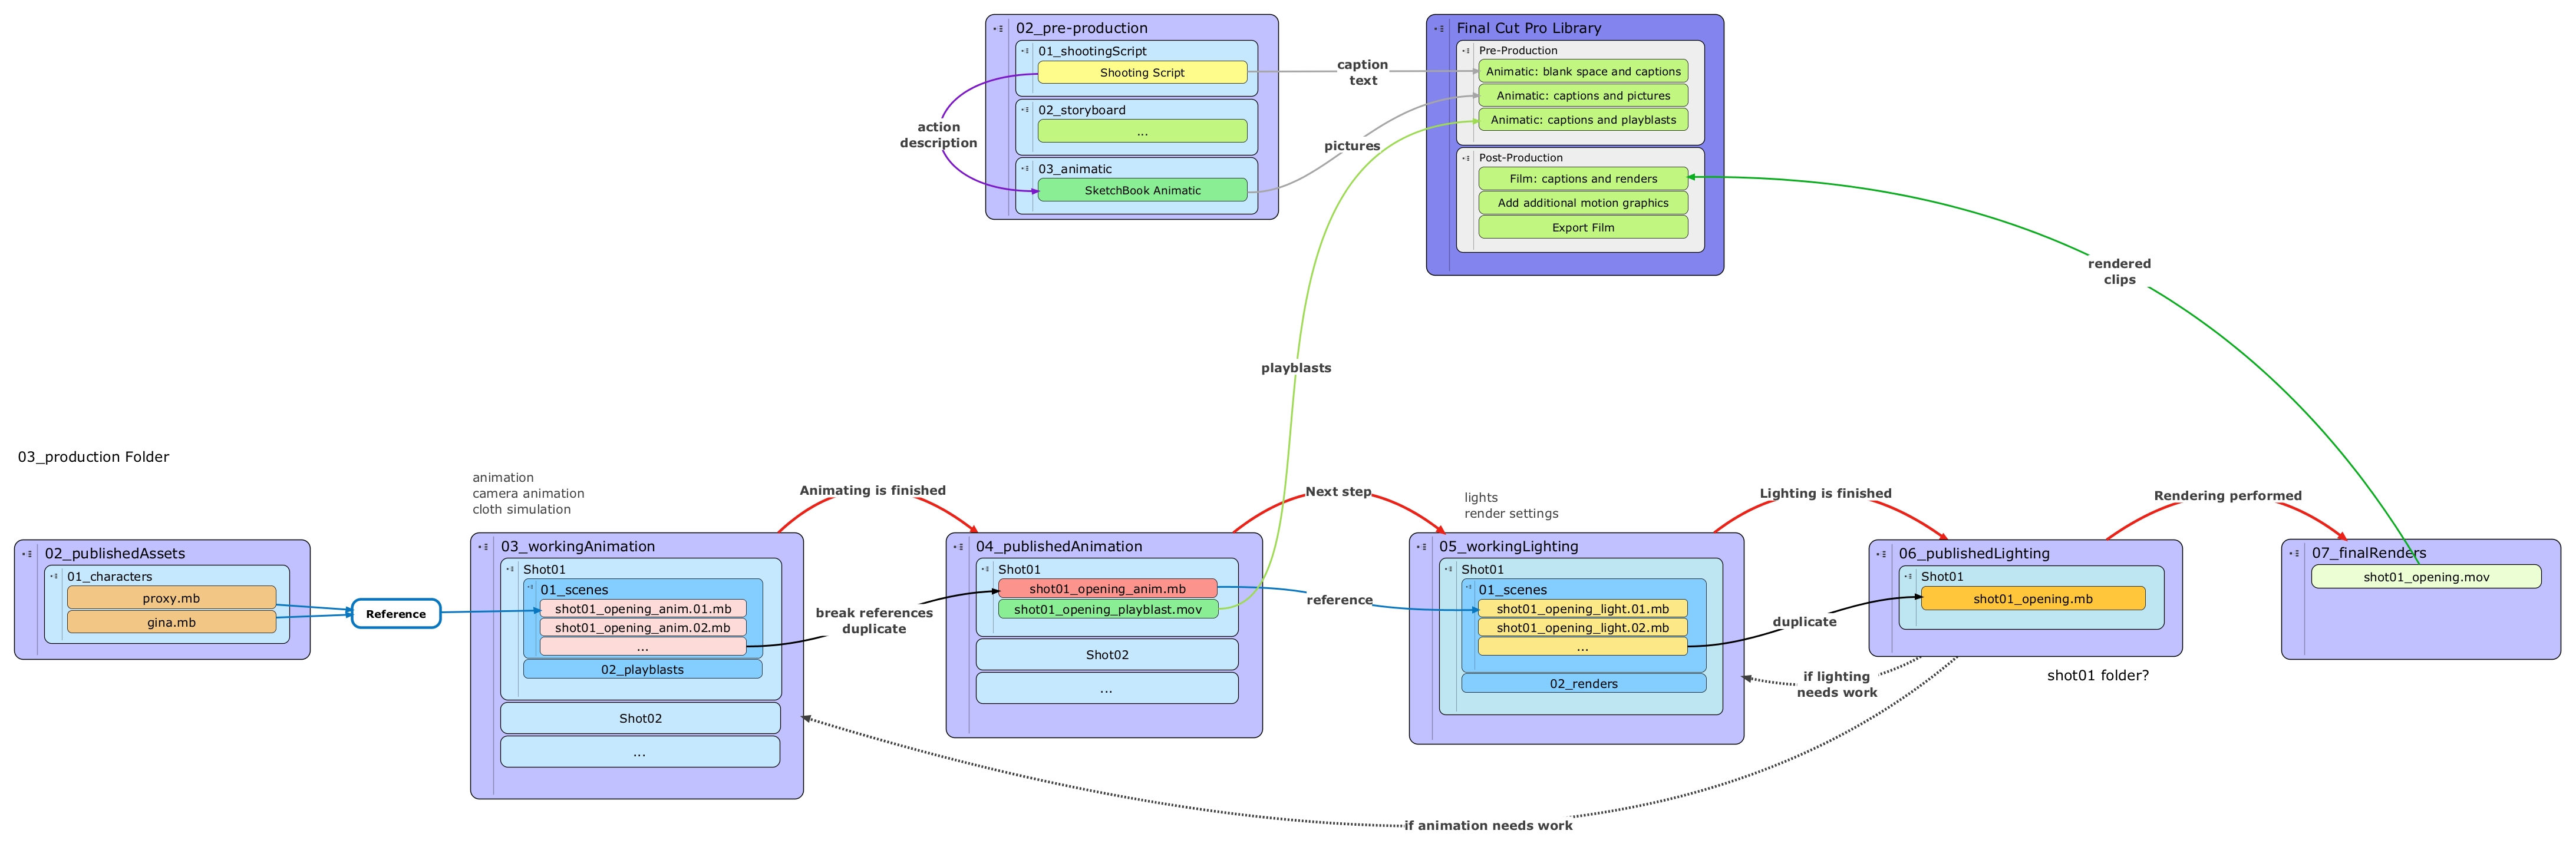 02_pre-production
01_shootingScript
Shooting Script
02_storyboard
...
03_animatic
SketchBook Animatic
action
description
caption
text
pictures
Final Cut Pro Library
Pre-Production
Animatic: blank space and captions
Animatic: captions and pictures
Animatic: captions and playblasts
Post-Production
Film: captions and renders
Add additional motion graphics
Export Film
rendered
clips
playblasts
03_production Folder
02_publishedAssets
01_characters
proxy.mb
gina.mb
Reference
animation
camera animation
cloth simulation
03_workingAnimation
Shot01
01_scenes
shot01_opening_anim.01.mb
shot01_opening_anim.02.mb
...
02_playblasts
Shot02
...
Animating is finished
break references
duplicate
04_publishedAnimation
Shot01
shot01_opening_anim.mb
shot01_opening_playblast.mov
Shot02
...
Next step
reference
lights
render settings
05_workingLighting
Shot01
01_scenes
shot01_opening_light.01.mb
shot01_opening_light.02.mb
...
02_renders
Lighting is finished
duplicate
if lighting
needs work
if animation needs work
06_publishedLighting
Shot01
shot01_opening.mb
shot01 folder?
Rendering performed
07_finalRenders
shot01_opening.mov